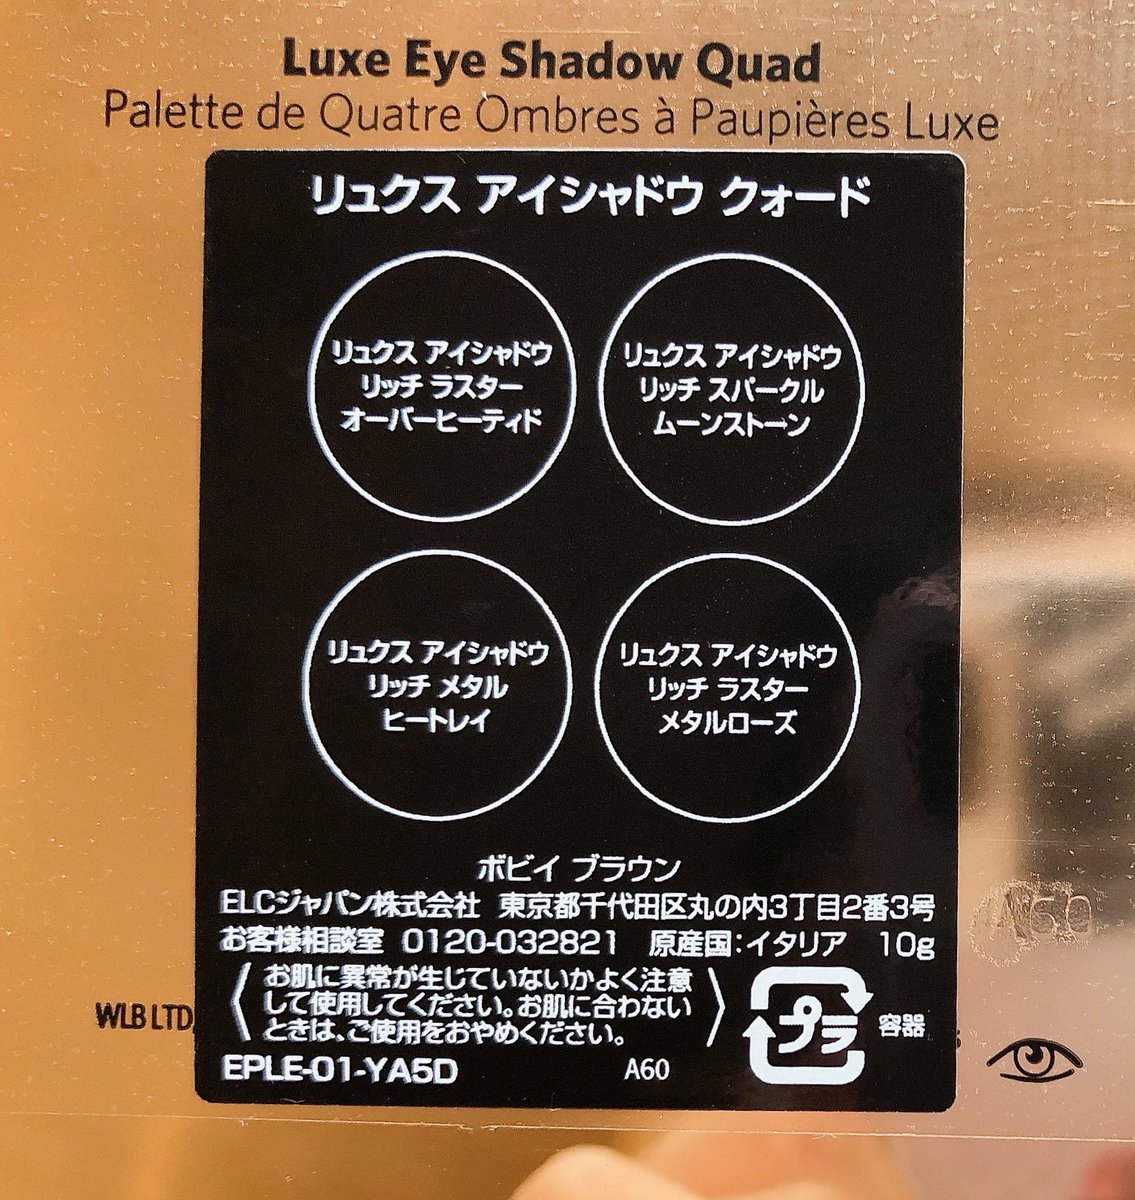 Luxe Eye Shadow Quad
Palette de Quatre Ombres à Paupières Luxe
リュクス アイシャドウ クォード
リュクス アイシャドウ
リッチ ラスター
オーバーヒーティド
リュクス アイシャドウ
リッチ スパークル
ムーンストーン
リュクス アイシャドウ
リッチ メタル
ヒートレイ
リュクス アイシャドウ
リッチ ラスター
メタルローズ
ボビイ ブラウン
ELCジャパン株式会社 東京都千代田区丸の内3丁目2番3号
お客様相談室 0120-032821 原産国:イタリア 10g
〈お肌に異常が生じていないかよく注意
して使用してください。お肌に合わない
ときは、ご使用をおやめください。〉
プラ 容器
WLB LTD
EPLE-01-YA5D A60
A60